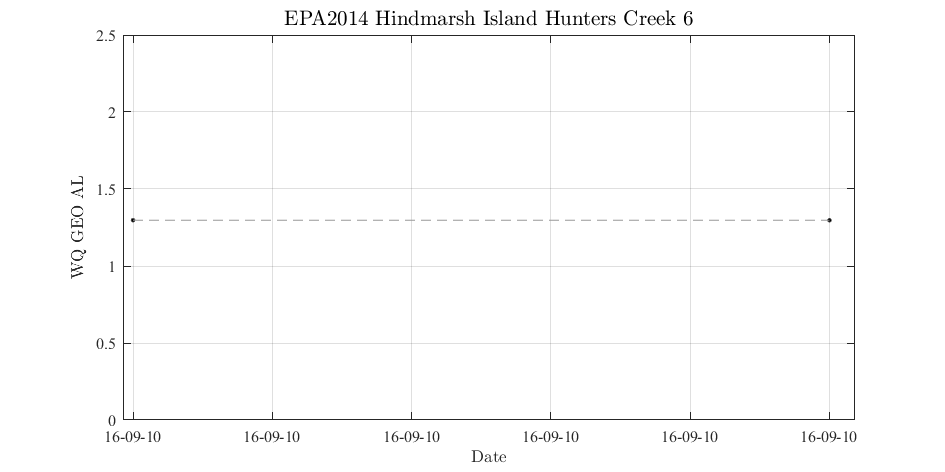 EPA2014 Hindmarsh Island Hunters Creek 6
2.5
2
1.5
1
0.5
0
WQ GEO AL
16-09-10 16-09-10 16-09-10 16-09-10 16-09-10 16-09-10
Date